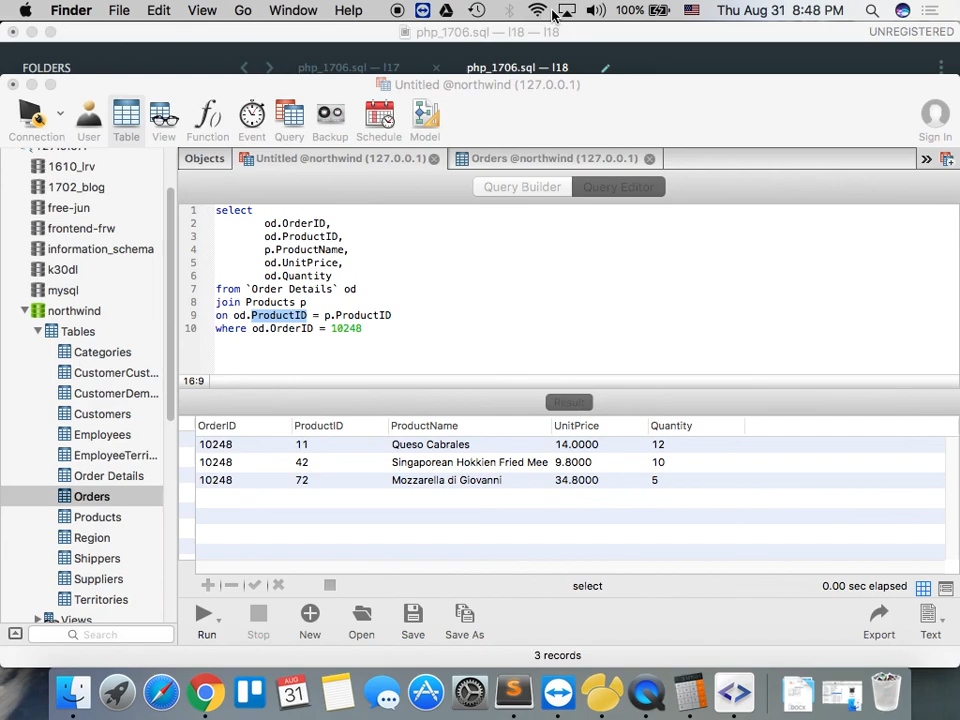 Finder File Edit View Go Window Help 100% Thu Aug 31 8:48 PM
php_1706.sql — l18 — l18 UNREGISTERED
FOLDERS php_1706.sql — l17 php_1706.sql — l18
Untitled @northwind (127.0.0.1)
Connection User Table View Function Event Query Backup Schedule Model Sign In
Objects Untitled @northwind (127.0.0.1) Orders @northwind (127.0.0.1)
Query Builder Query Editor
1610_lrv
1702_blog
free-jun
frontend-frw
information_schema
k30dl
mysql
northwind
Tables
Categories
CustomerCust...
CustomerDem...
Customers
Employees
EmployeeTerri...
Order Details
Orders
Products
Region
Shippers
Suppliers
Territories
Views
Search
1 select
2 od.OrderID,
3 od.ProductID,
4 p.ProductName,
5 od.UnitPrice,
6 od.Quantity
7 from `Order Details` od
8 join Products p
9 on od.ProductID = p.ProductID
10 where od.OrderID = 10248
16:9
Result
OrderID ProductID ProductName UnitPrice Quantity
10248 11 Queso Cabrales 14.0000 12
10248 42 Singaporean Hokkien Fried Mee 9.8000 10
10248 72 Mozzarella di Giovanni 34.8000 5
select 0.00 sec elapsed
Run Stop New Open Save Save As Export Text
3 records
AUG
31
DOCX